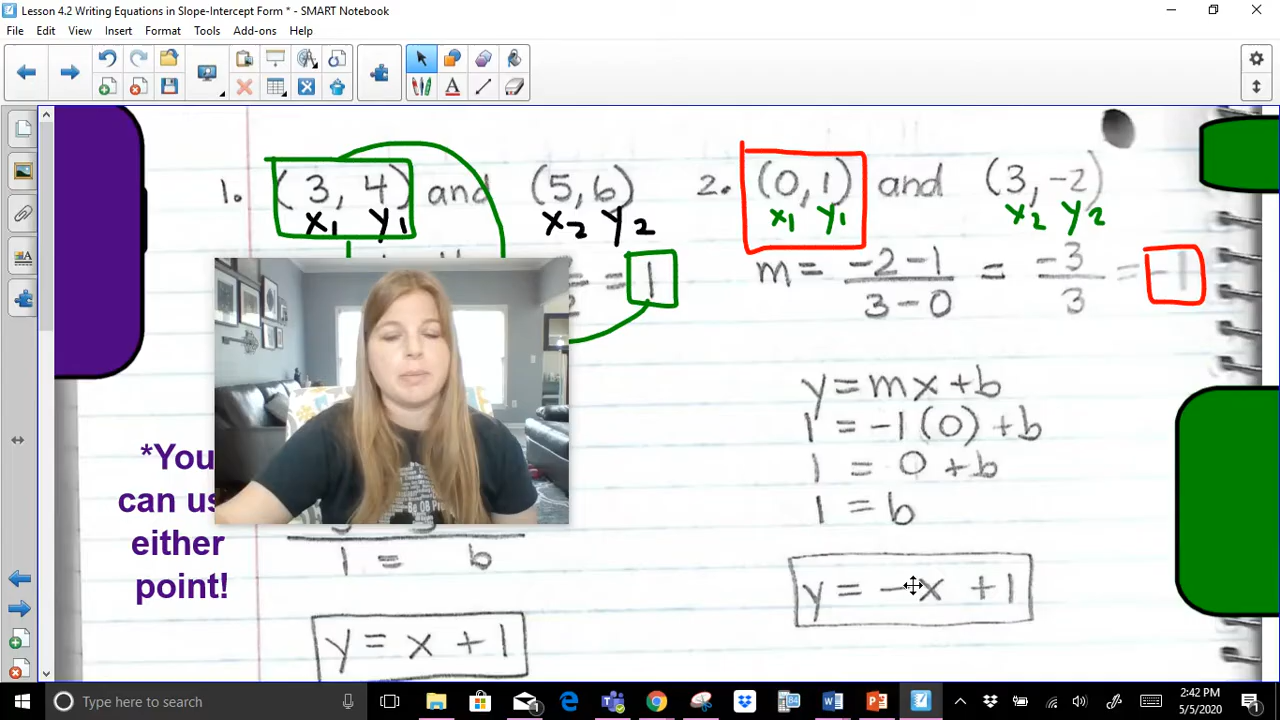 Lesson 4.2 Writing Equations in Slope-Intercept Form * - SMART Notebook
File Edit View Insert Format Tools Add-ons Help
1. (3, 4) and (5, 6)
x1 y1 x2 y2
= 1
1 = b
y = x + 1
*You can use
either
point!
2. (0, 1) and (3, -2)
x1 y1 x2 y2
m = -2-1 / 3-0 = -3 / 3 = -1
y = mx + b
1 = -1(0) + b
1 = 0 + b
1 = b
y = -x + 1
Type here to search
2:42 PM
5/5/2020